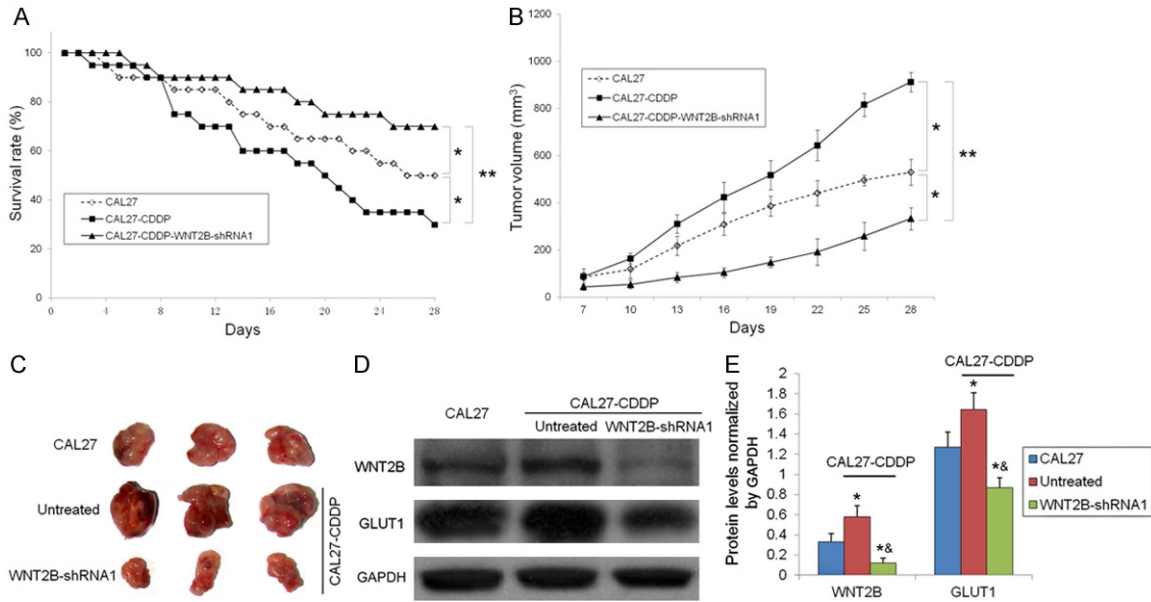 A
Survival rate (%)
100
80
60
40
20
0
CAL27
CAL27-CDDP
CAL27-CDDP-WNT2B-shRNA1
*
*
**
0 4 8 12 16 20 24 28
Days
B
Tumor volume (mm³)
1200
1000
800
600
400
200
0
CAL27
CAL27-CDDP
CAL27-CDDP-WNT2B-shRNA1
*
*
**
7 10 13 16 19 22 25 28
Days
C
CAL27
Untreated
WNT2B-shRNA1
CAL27-CDDP
D
CAL27
CAL27-CDDP
Untreated WNT2B-shRNA1
WNT2B
GLUT1
GAPDH
E
Protein levels normalized
by GAPDH
2
1.8
1.6
1.4
1.2
1
0.8
0.6
0.4
0.2
0
CAL27-CDDP
*
*&
CAL27-CDDP
*
*&
WNT2B GLUT1
CAL27
Untreated
WNT2B-shRNA1